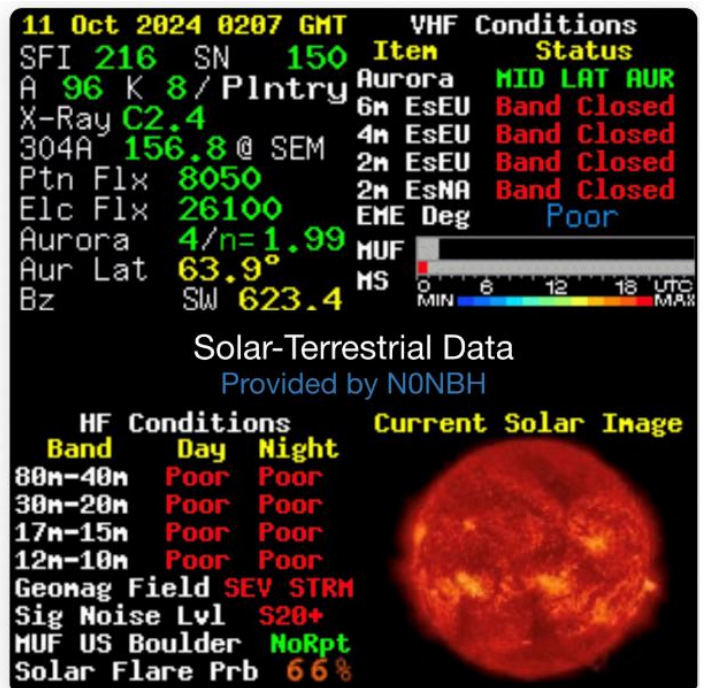 11 Oct 2024 0207 GMT
SFI 216 SN 150
A 96 K 8/Plntry
X-Ray C2.4
304A 156.8 @ SEM
Ptn Flx 8050
Elc Flx 26100
Aurora 4/n=1.99
Aur Lat 63.9°
Bz SW 623.4
VHF Conditions
Item Status
Aurora MID LAT AUR
6m EsEU Band Closed
4m EsEU Band Closed
2m EsEU Band Closed
2m EsNA Band Closed
EME Deg Poor
MUF
MS
0 6 12 18 UTC
MIN MAX
Solar-Terrestrial Data
Provided by N0NBH
HF Conditions
Band Day Night
80m-40m Poor Poor
30m-20m Poor Poor
17m-15m Poor Poor
12m-10m Poor Poor
Geomag Field SEV STRM
Sig Noise Lvl S20+
MUF US Boulder NoRpt
Solar Flare Prb 66%
Current Solar Image